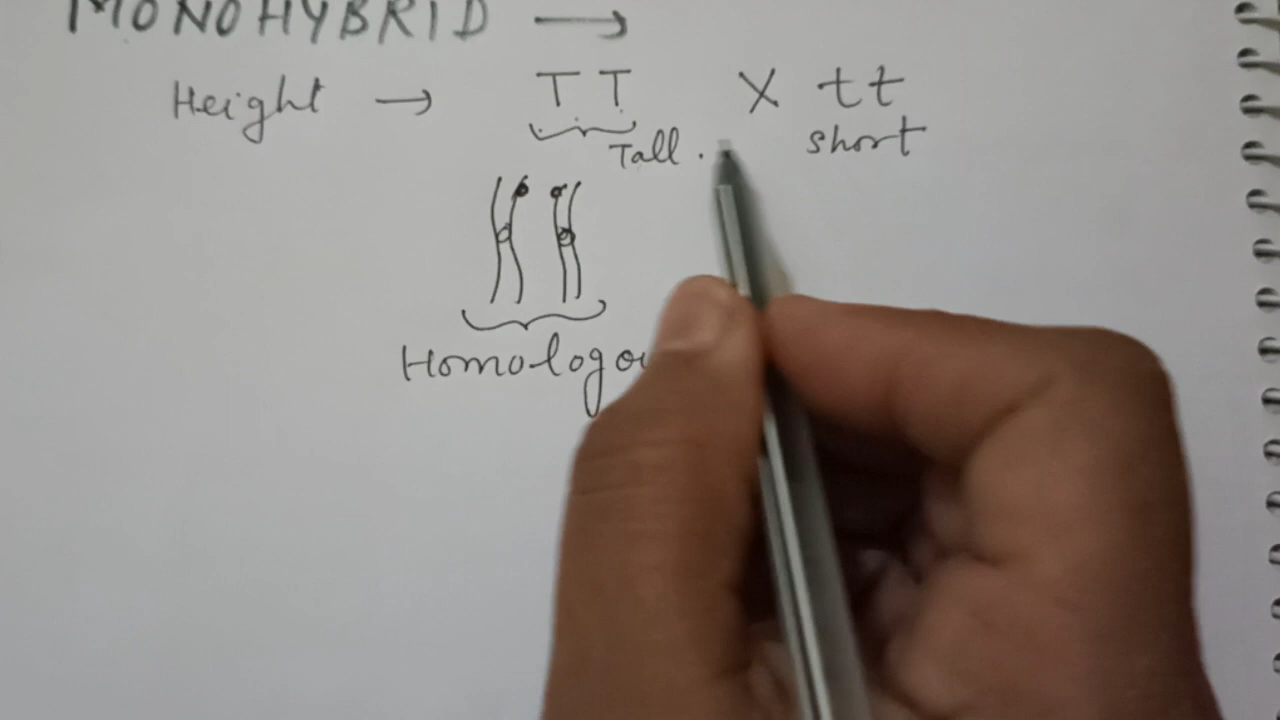 MONOHYBRID →
Height → TT X tt
Tall . short